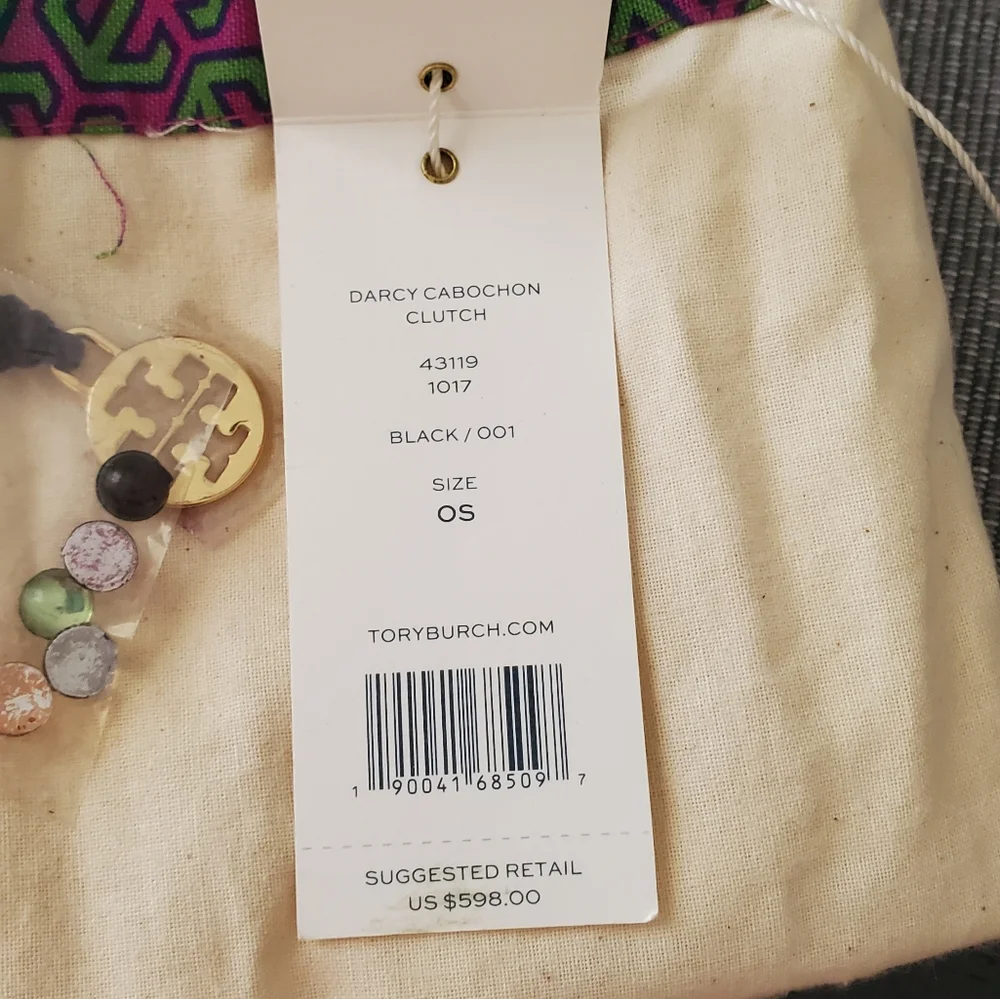 DARCY CABOCHON
CLUTCH
43119
1017
BLACK / 001
SIZE
OS
TORYBURCH.COM
1 90041 68509 7
SUGGESTED RETAIL
US $598.00